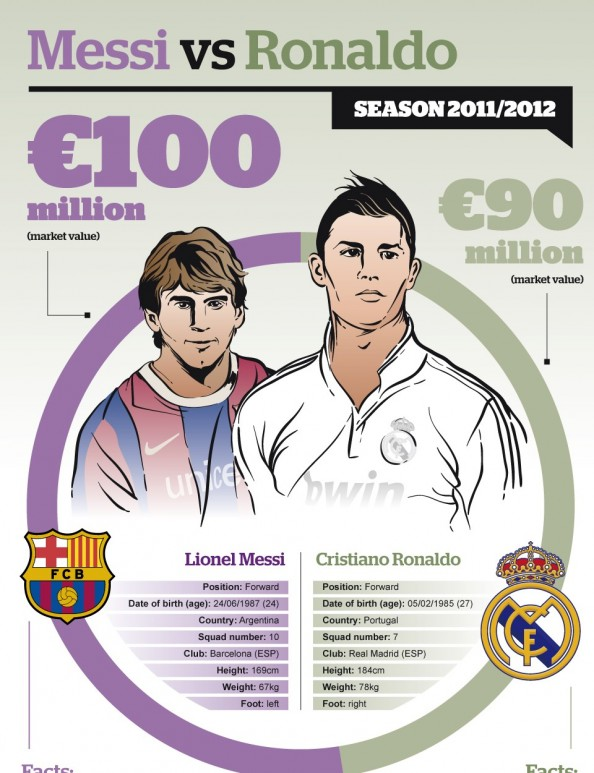 Messi vs Ronaldo
SEASON 2011/2012
€100
million
(market value)
€90
million
(market value)
unice
bwin
FCB
Lionel Messi
Position: Forward
Date of birth (age): 24/06/1987 (24)
Country: Argentina
Squad number: 10
Club: Barcelona (ESP)
Height: 169cm
Weight: 67kg
Foot: left
Cristiano Ronaldo
Position: Forward
Date of birth (age): 05/02/1985 (27)
Country: Portugal
Squad number: 7
Club: Real Madrid (ESP)
Height: 184cm
Weight: 78kg
Foot: right
Facts:
Facts: